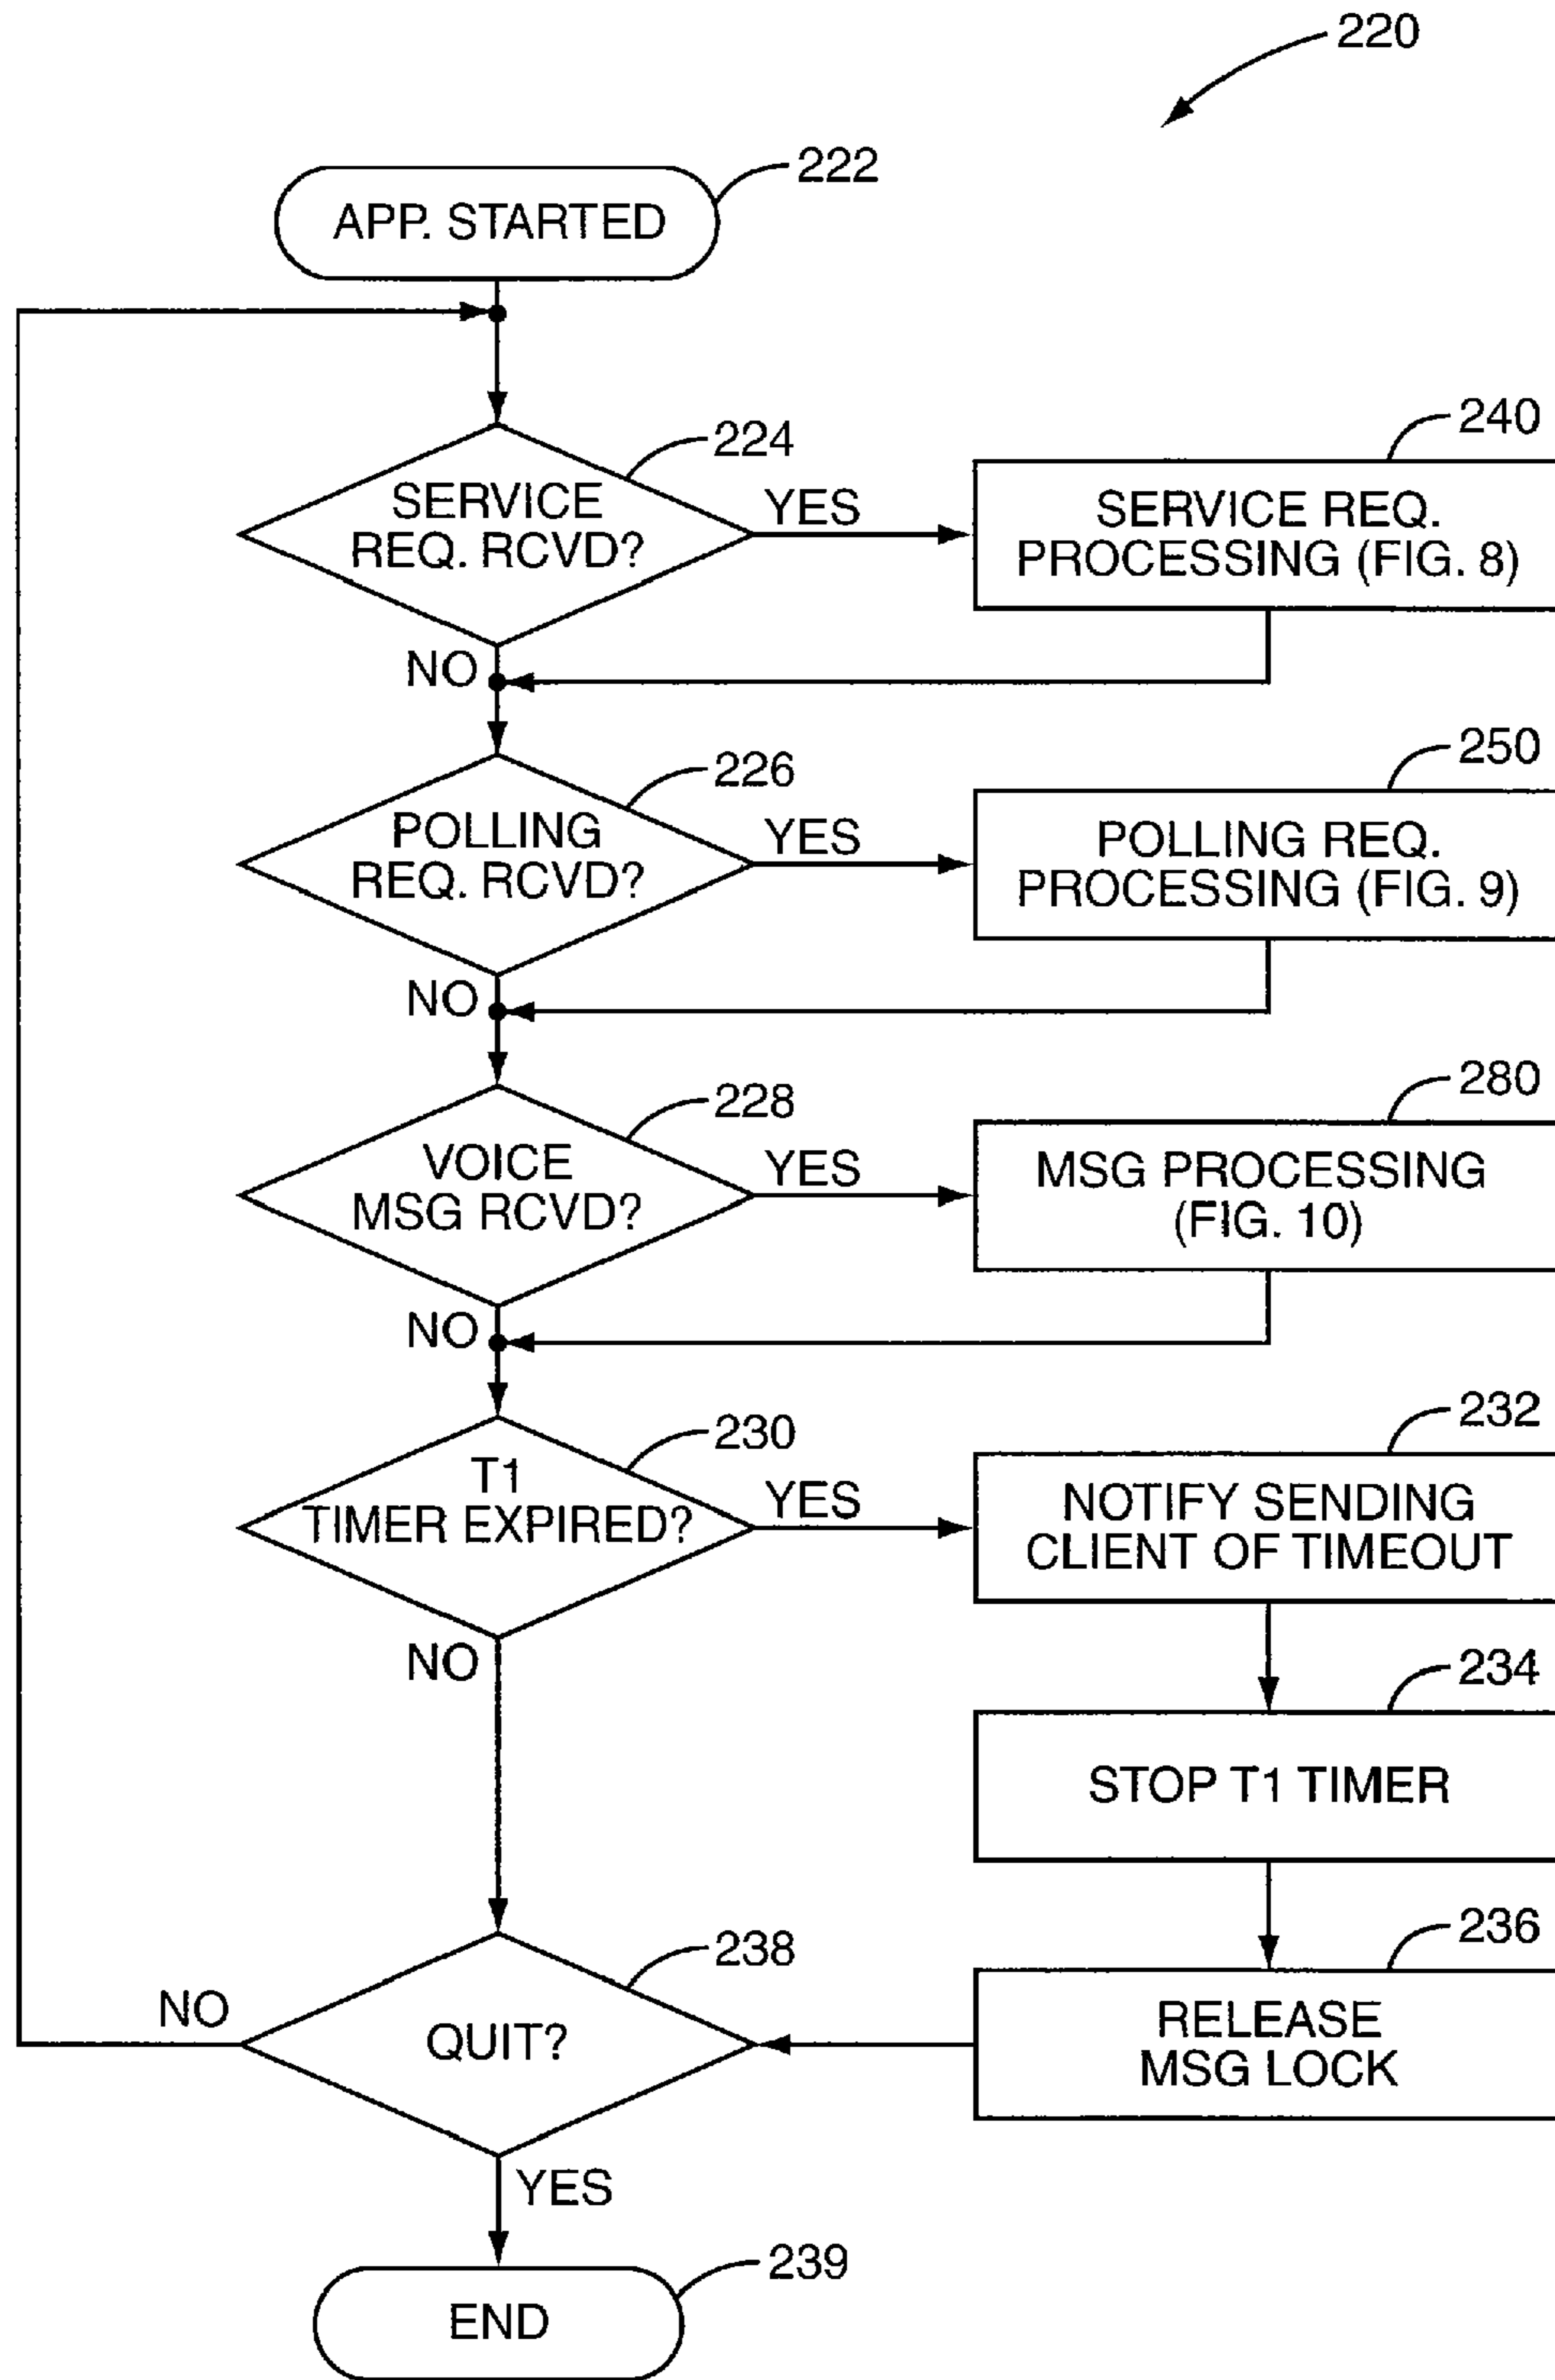 220
222
APP. STARTED
224
SERVICE
REQ. RCVD?
YES
NO
240
SERVICE REQ.
PROCESSING (FIG. 8)
226
POLLING
REQ. RCVD?
YES
NO
250
POLLING REQ.
PROCESSING (FIG. 9)
228
VOICE
MSG RCVD?
YES
NO
280
MSG PROCESSING
(FIG. 10)
230
T1
TIMER EXPIRED?
YES
NO
232
NOTIFY SENDING
CLIENT OF TIMEOUT
234
STOP T1 TIMER
236
RELEASE
MSG LOCK
238
QUIT?
NO
YES
239
END